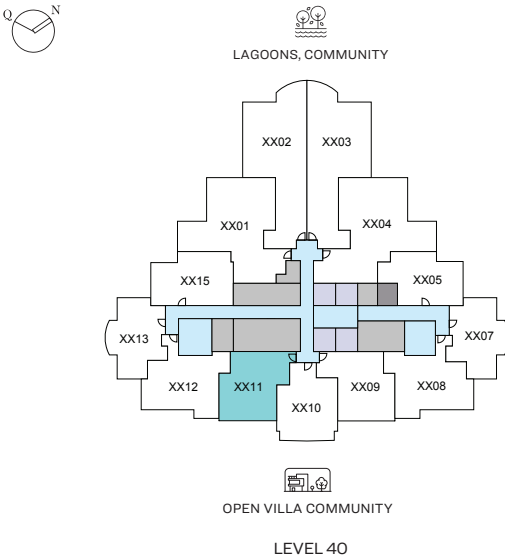 Q N
LAGOONS, COMMUNITY
XX02 XX03
XX01 XX04
XX15 XX05
XX13 XX07
XX12 XX11 XX09 XX08
XX10
OPEN VILLA COMMUNITY
LEVEL 40